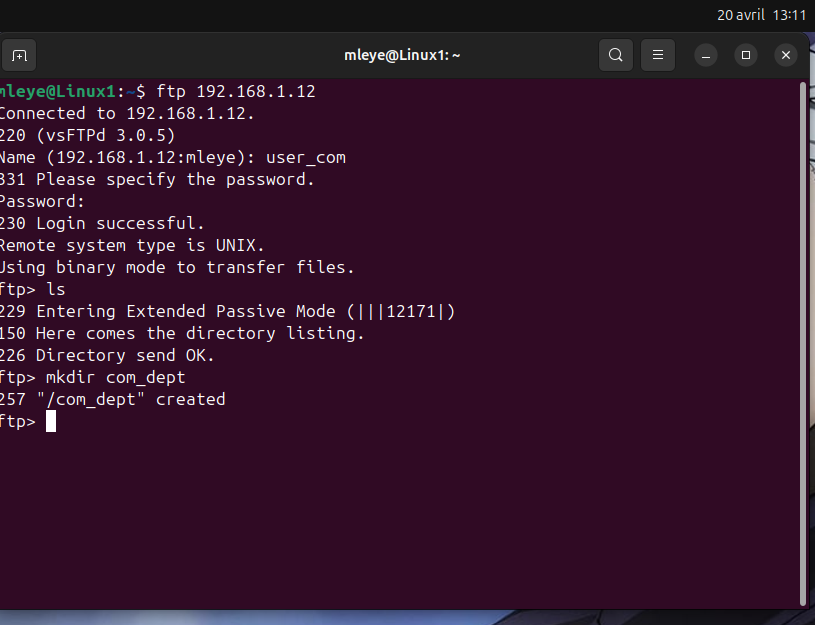 20 avril 13:11
mleye@Linux1: ~
mleye@Linux1:~$ ftp 192.168.1.12
Connected to 192.168.1.12.
220 (vsFTPd 3.0.5)
Name (192.168.1.12:mleye): user_com
331 Please specify the password.
Password:
230 Login successful.
Remote system type is UNIX.
Using binary mode to transfer files.
ftp> ls
229 Entering Extended Passive Mode (|||12171|)
150 Here comes the directory listing.
226 Directory send OK.
ftp> mkdir com_dept
257 "/com_dept" created
ftp>